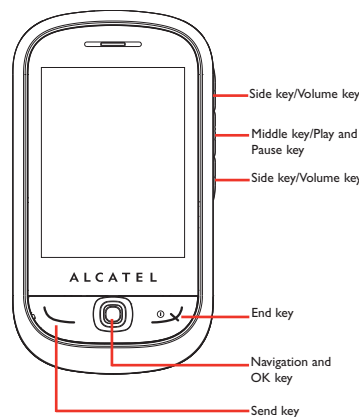 Side key/Volume key
Middle key/Play and
Pause key
Side key/Volume key
ALCATEL
End key
Navigation and
OK key
Send key